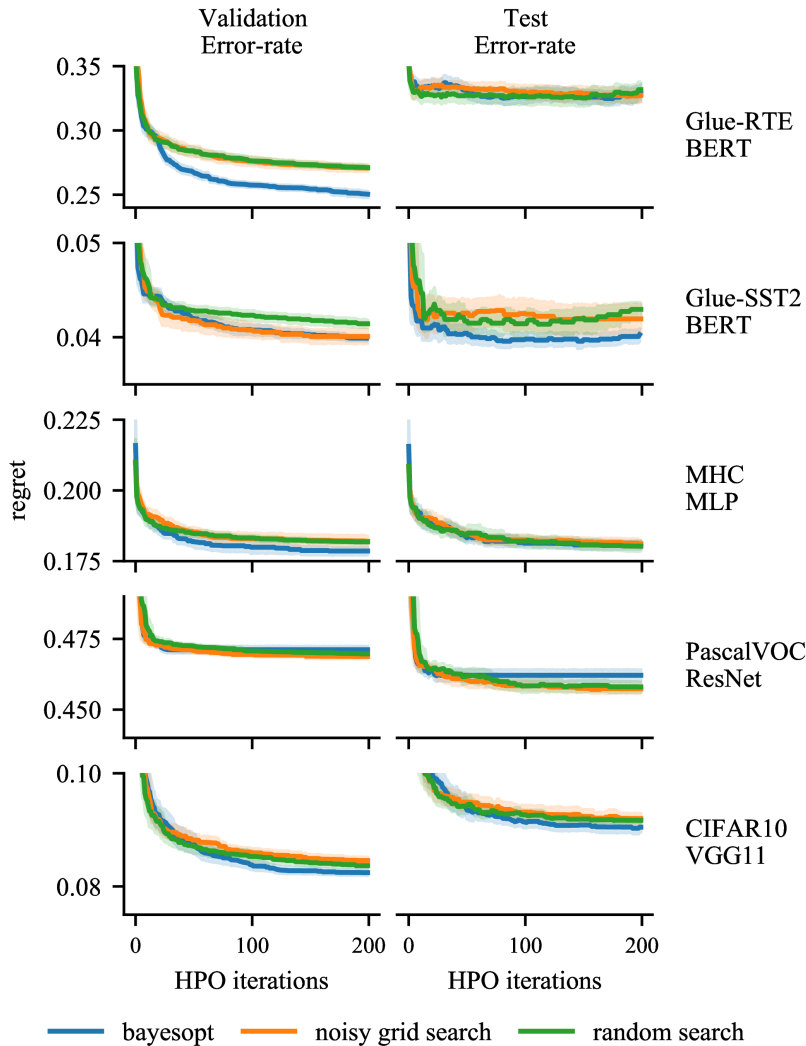 Validation
Error-rate
Test
Error-rate
0.35
0.30
0.25
Glue-RTE
BERT
0.05
0.04
Glue-SST2
BERT
regret
0.225
0.200
0.175
MHC
MLP
0.475
0.450
PascalVOC
ResNet
0.10
0.08
CIFAR10
VGG11
0 100 200
0 100 200
HPO iterations
HPO iterations
bayesopt noisy grid search random search